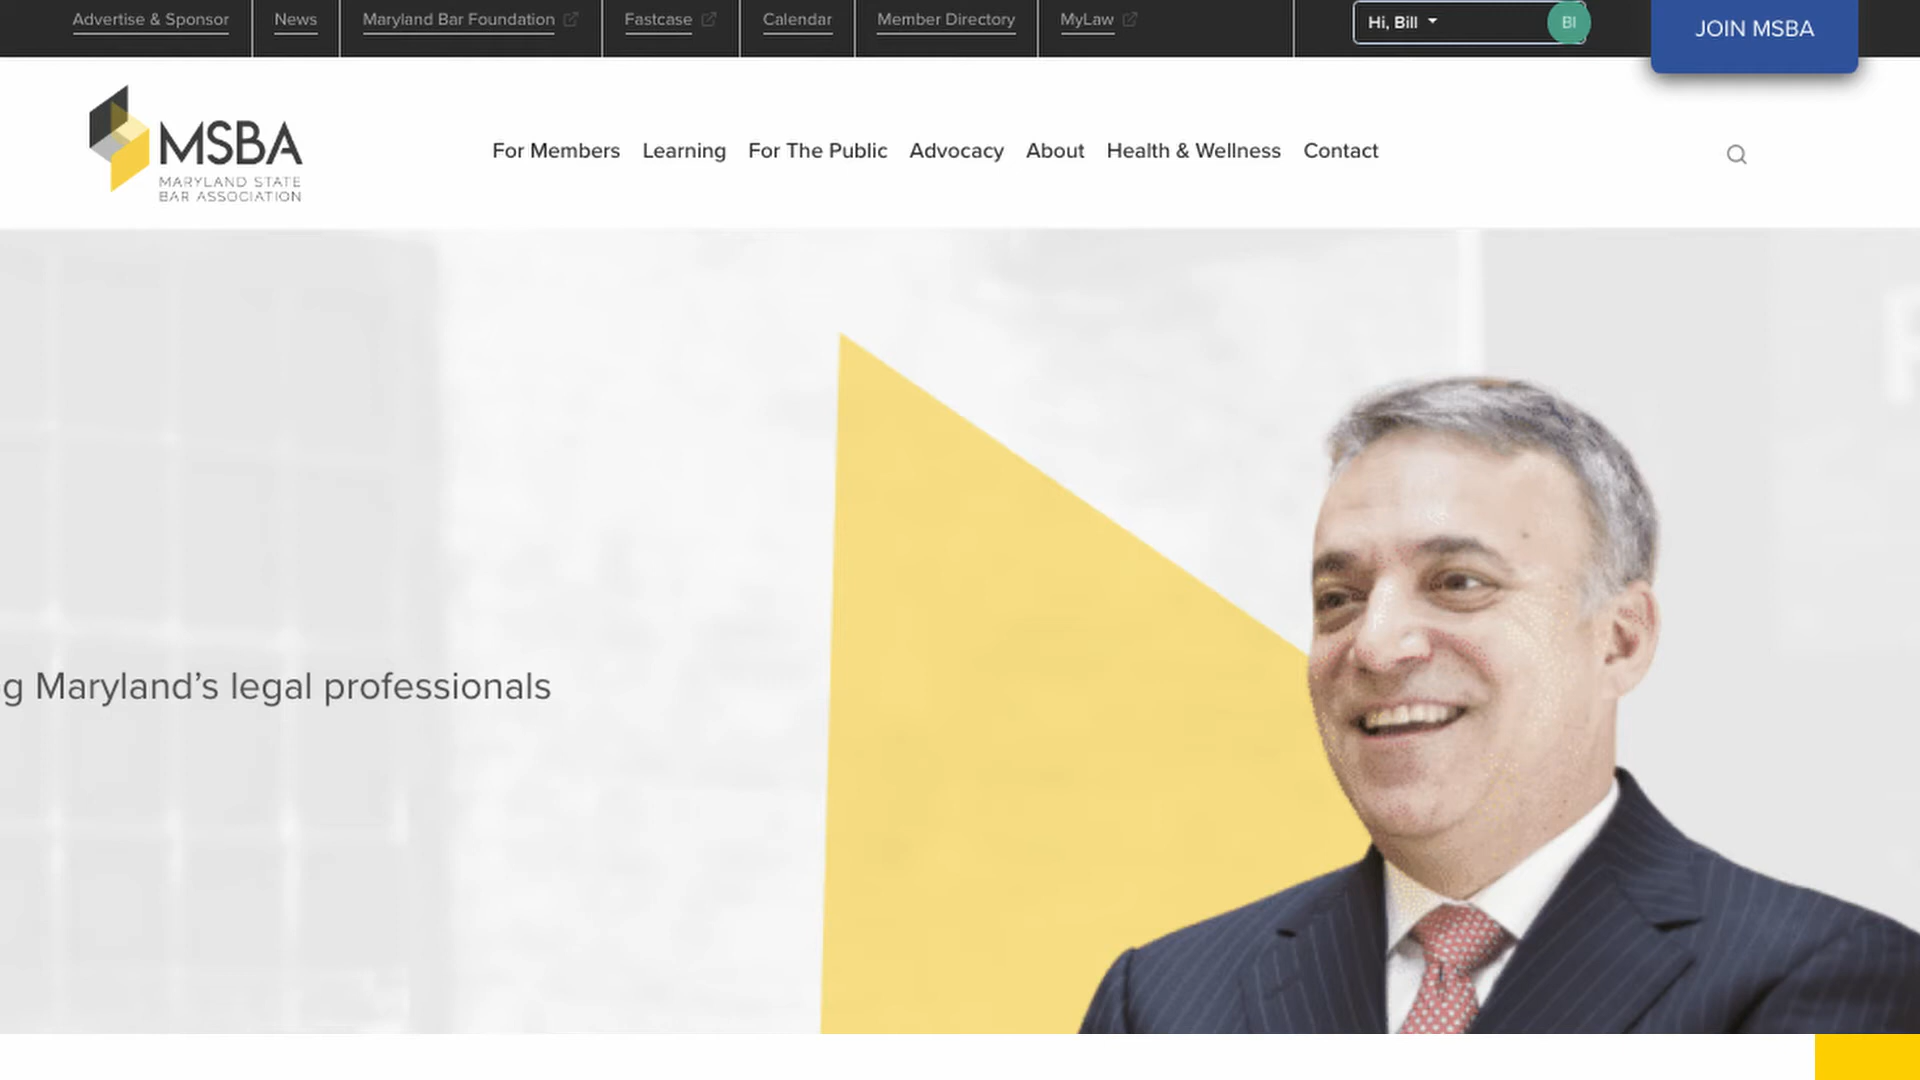 Advertise & Sponsor
News
Maryland Bar Foundation
Fastcase
Calendar
Member Directory
MyLaw
Hi, Bill
BI
JOIN MSBA
MSBA
MARYLAND STATE
BAR ASSOCIATION
For Members
Learning
For The Public
Advocacy
About
Health & Wellness
Contact
g Maryland’s legal professionals